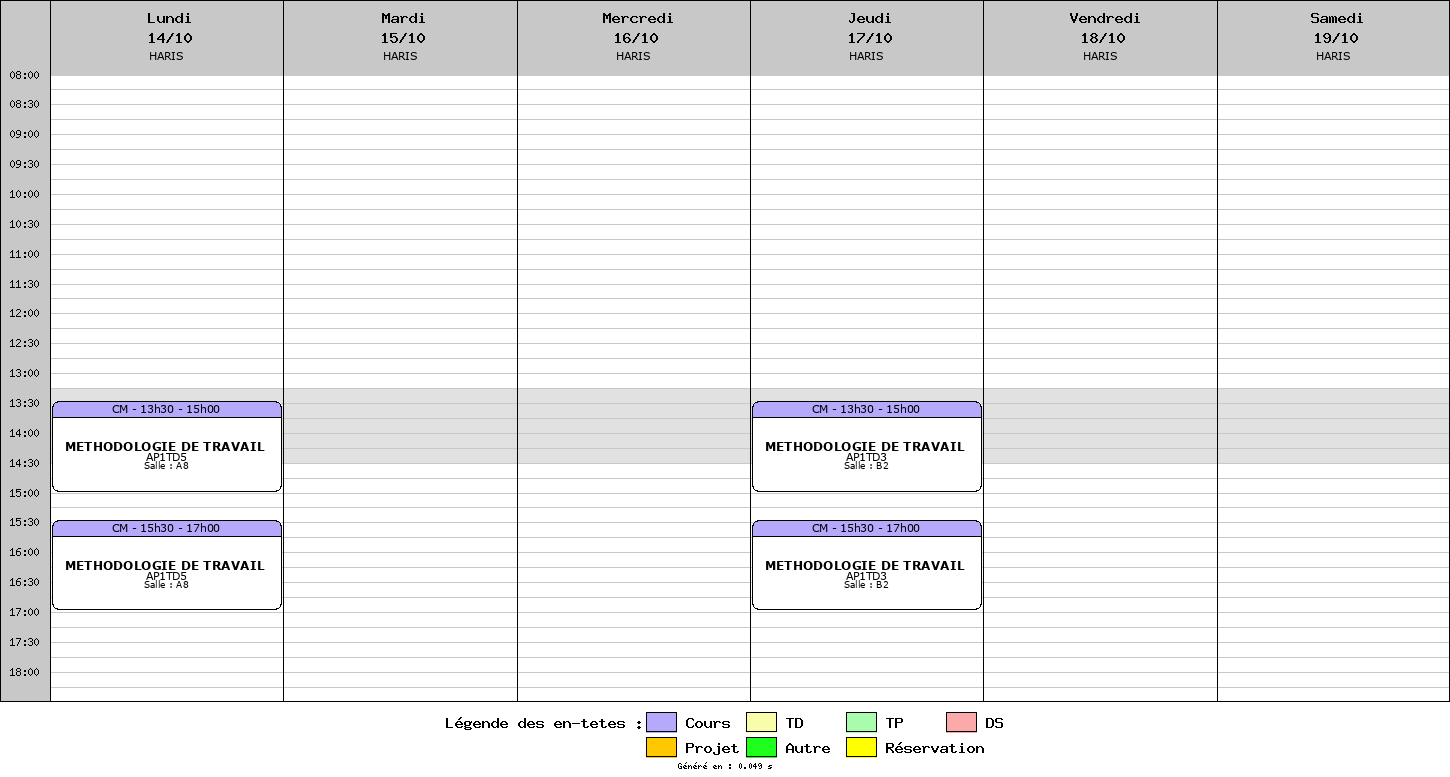 Lundi
14/10
HARIS
Mardi
15/10
HARIS
Mercredi
16/10
HARIS
Jeudi
17/10
HARIS
Vendredi
18/10
HARIS
Samedi
19/10
HARIS
08:00
08:30
09:00
09:30
10:00
10:30
11:00
11:30
12:00
12:30
13:00
13:30
14:00
14:30
15:00
15:30
16:00
16:30
17:00
17:30
18:00
CM - 13h30 - 15h00
METHODOLOGIE DE TRAVAIL
AP1TD5
Salle : A8
CM - 15h30 - 17h00
METHODOLOGIE DE TRAVAIL
AP1TD5
Salle : A8
CM - 13h30 - 15h00
METHODOLOGIE DE TRAVAIL
AP1TD3
Salle : B2
CM - 15h30 - 17h00
METHODOLOGIE DE TRAVAIL
AP1TD3
Salle : B2
Légende des en-tetes : Cours TD TP DS
Projet Autre Réservation
Généré en : 0.049 s